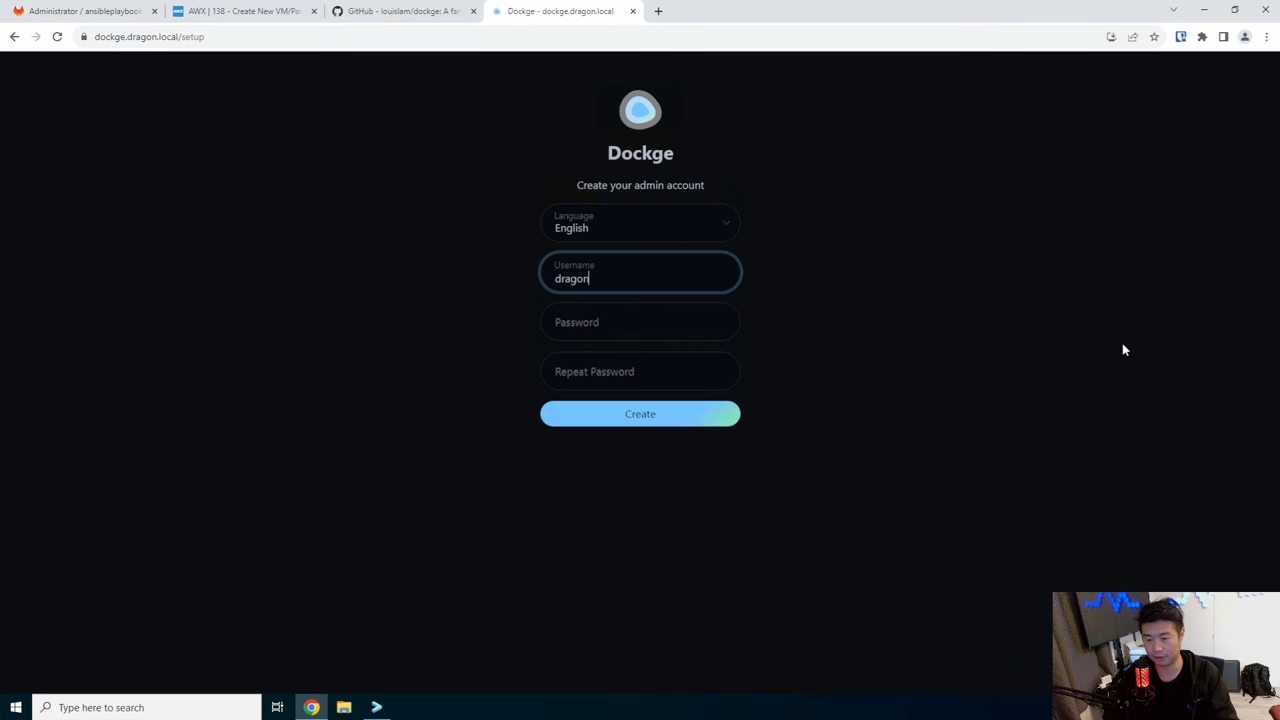 Administrator / ansibleplaybook
AWX | 138 - Create New VM/Pa
GitHub - louislam/dockge: A fan
Dockge - dockge.dragon.local
dockge.dragon.local/setup
Dockge
Create your admin account
Language
English
Username
dragon
Password
Repeat Password
Create
Type here to search